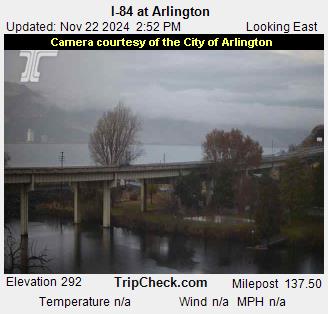 I-84 at Arlington
Updated: Nov 22 2024 2:52 PM Looking East
Camera courtesy of the City of Arlington
Elevation 292 TripCheck.com Milepost 137.50
Temperature n/a Wind n/a MPH n/a